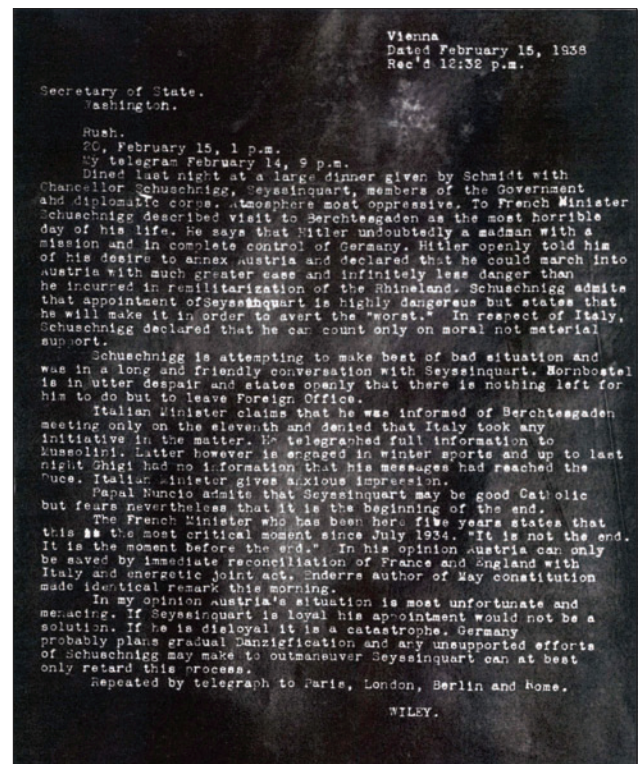 Vienna
Dated February 15, 1938
Rec'd 12:32 p.m.
Secretary of State.
Washington.
Rush.
20, February 15, 1 p.m.
My telegram February 14, 9 p.m.
Dined last night at a large dinner given by Schmidt with
Chancellor Schuschnigg, Seyssinquart, members of the Government
and diplomatic corps. Atmosphere most oppressive. To French Minister
Schuschnigg described visit to Berchtesgaden as the most horrible
day of his life. He says that Hitler undoubtedly a madman with a
mission and in complete control of Germany. Hitler openly told him
of his desire to annex Austria and declared that he could march into
Austria with much greater ease and infinitely less danger than
he incurred in remilitarization of the Rhineland. Schuschnigg admits
that appointment ofSeyssinquart is highly dangerous but states that
he will make it in order to avert the "worst." In respect of Italy,
Schuschnigg declared that he can count only on moral not material
support.
Schuschnigg is attempting to make best of bad situation and
was in a long and friendly conversation with Seyssinquart. Hornbostel
is in utter despair and states openly that there is nothing left for
him to do but to leave Foreign Office.
Italian Minister claims that he was informed of Berchtesgaden
meeting only on the eleventh and denied that Italy took any
initiative in the matter. He telegraphed full information to
Mussolini. Latter however is engaged in winter sports and up to last
night Ghigi had no information that his messages had reached the
Duce. Italian Minister gives anxious impression.
Papal Nuncio admits that Seyssinquart may be good Catholic
but fears nevertheless that it is the beginning of the end.
The French Minister who has been here five years states that
this is the most critical moment since July 1934. "It is not the end.
It is the moment before the end." In his opinion Austria can only
be saved by immediate reconciliation of France and England with
Italy and energetic joint act. Enderrs author of May constitution
made identical remark this morning.
In my opinion Austria's situation is most unfortunate and
menacing. If Seyssinquart is loyal his appointment would not be a
solution. If he is disloyal it is a catastrophe. Germany
probably plans gradual Danzigfication and any unsupported efforts
of Schuschnigg may make to outmaneuver Seyssinquart can at best
only retard this process.
Repeated by telegraph to Paris, London, Berlin and Rome.
WILEY.